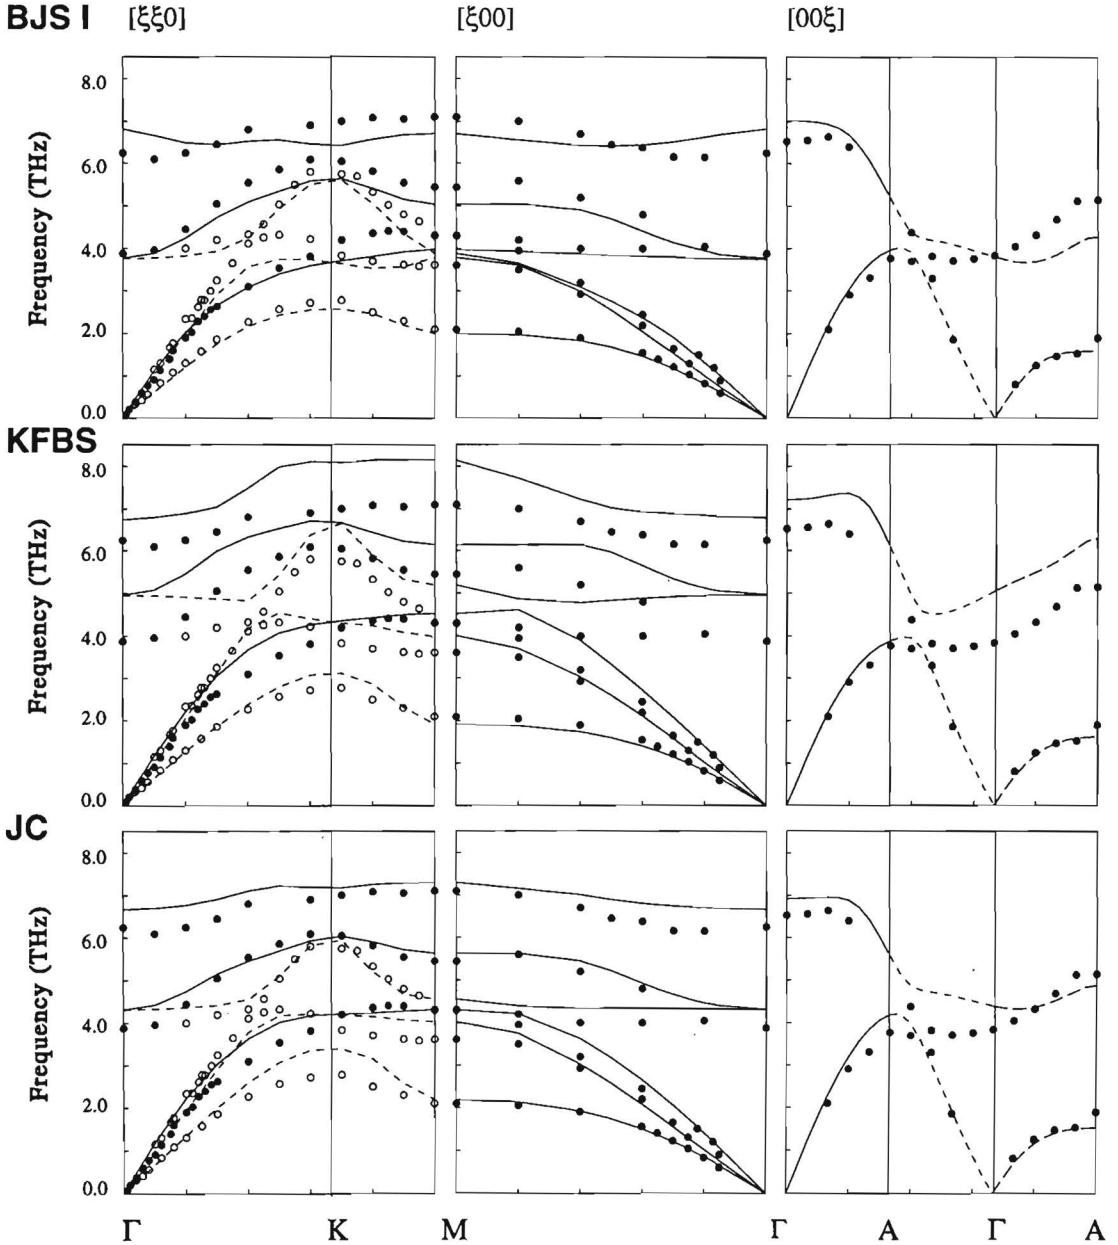 BJS I [ξξ0] [ξ00] [00ξ]
8.0
6.0
4.0
2.0
0.0
Frequency (THz)
KFBS
8.0
6.0
4.0
2.0
0.0
Frequency (THz)
JC
8.0
6.0
4.0
2.0
0.0
Frequency (THz)
Γ K M Γ A Γ A